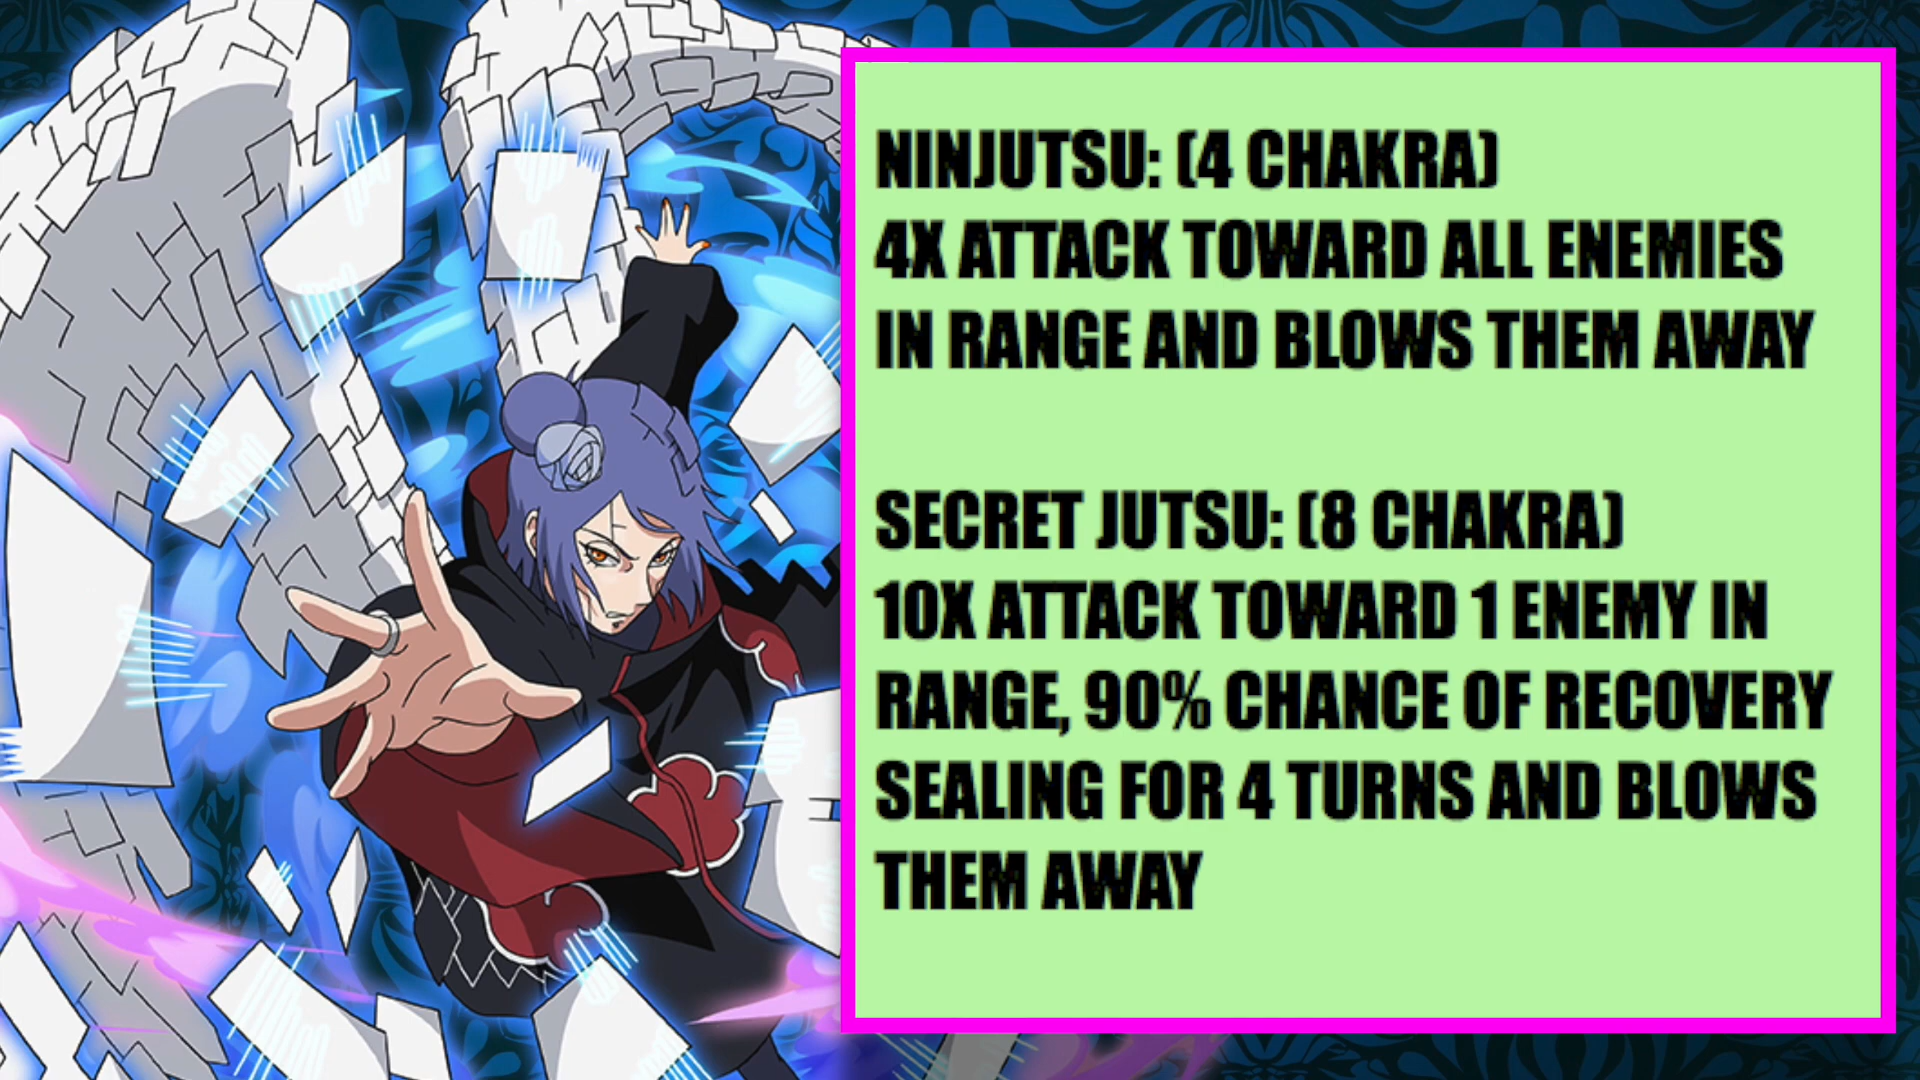 NINJUTSU: (4 CHAKRA)
4X ATTACK TOWARD ALL ENEMIES
IN RANGE AND BLOWS THEM AWAY
SECRET JUTSU: (8 CHAKRA)
10X ATTACK TOWARD 1 ENEMY IN
RANGE, 90% CHANCE OF RECOVERY
SEALING FOR 4 TURNS AND BLOWS
THEM AWAY